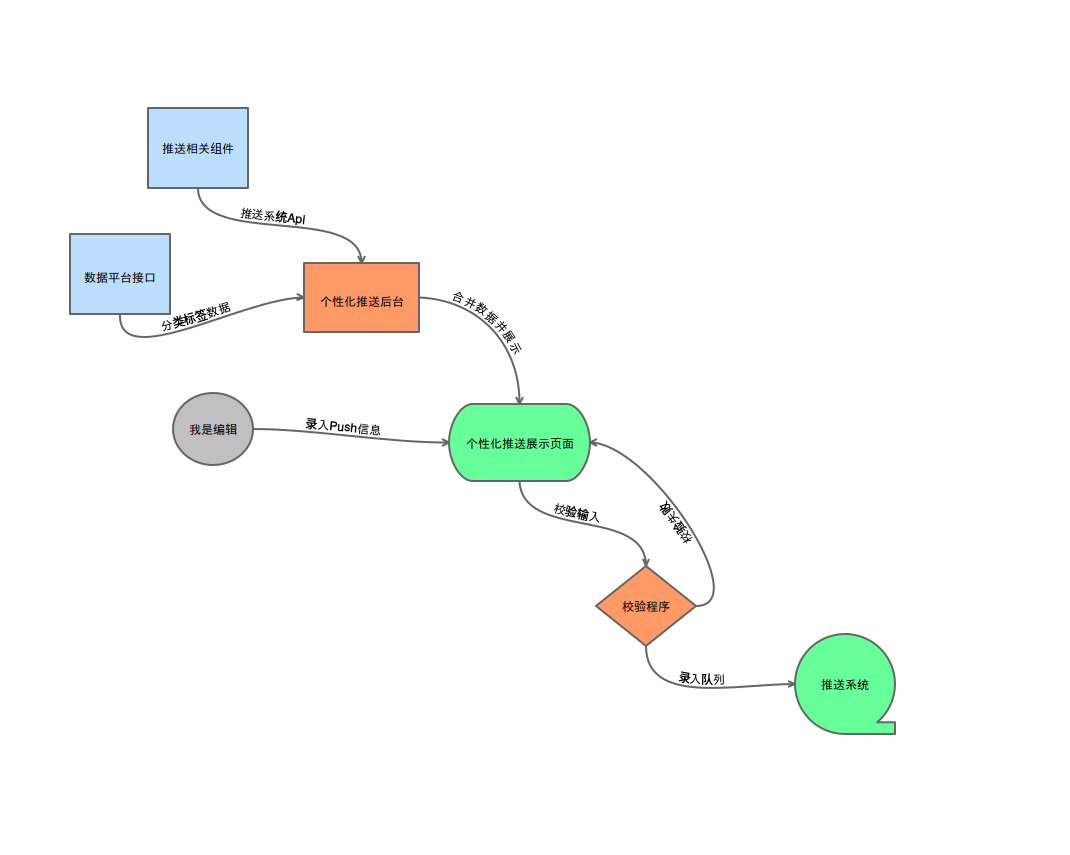 推送相关组件
推送系统Api
数据平台接口
分类标签数据
个性化推送后台
合并数据并展示
我是编辑
录入Push信息
个性化推送展示页面
校验输入
校验失败
校验程序
录入队列
推送系统